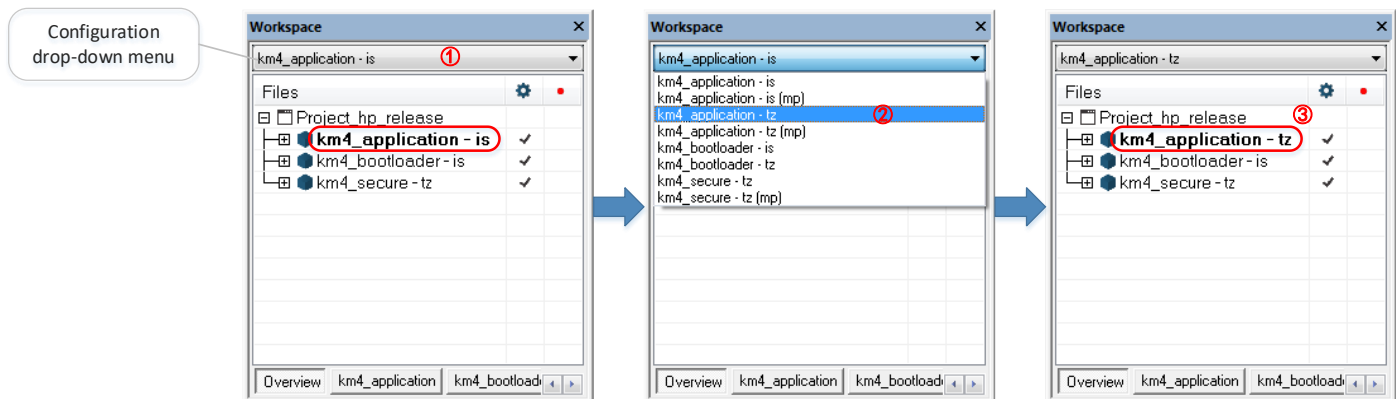 Configuration
drop-down menu
Workspace
km4_application - is ①
Files
Project_hp_release
km4_application - is
km4_bootloader - is
km4_secure - tz
Overview km4_application km4_bootload
Workspace
km4_application - is
km4_application - is
km4_application - is (mp)
km4_application - tz ②
km4_application - tz (mp)
km4_bootloader - is
km4_bootloader - tz
km4_secure - tz
km4_secure - tz (mp)
Overview km4_application km4_bootload
Workspace
km4_application - tz
Files
Project_hp_release ③
km4_application - tz
km4_bootloader - is
km4_secure - tz
Overview km4_application km4_bootload